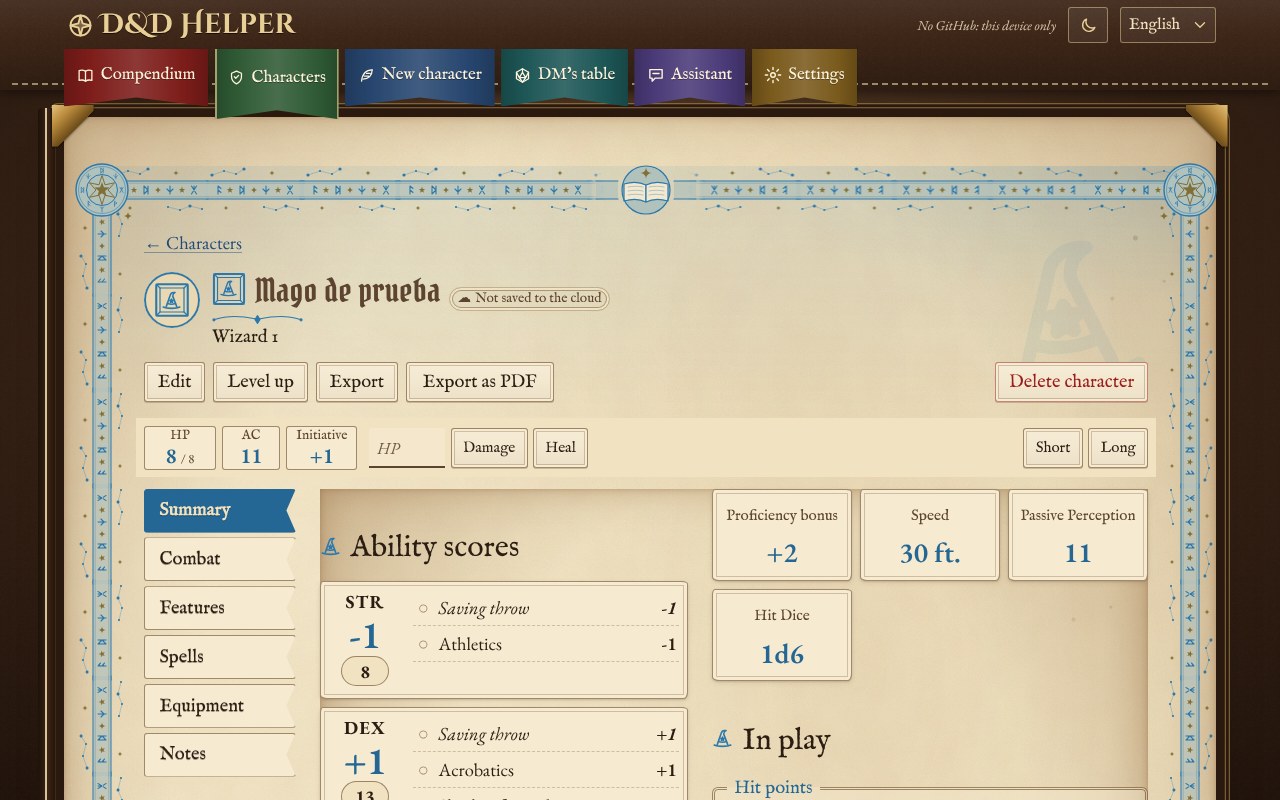 D&D HELPER
No GitHub: this device only
English
Compendium
Characters
New character
DM's table
Assistant
Settings
← Characters
Mago de prueba
☁ Not saved to the cloud
Wizard 1
Edit
Level up
Export
Export as PDF
Delete character
HP
8 / 8
AC
11
Initiative
+1
HP
Damage
Heal
Short
Long
Summary
Combat
Features
Spells
Equipment
Notes
Ability scores
STR
-1
8
Saving throw -1
Athletics -1
DEX
+1
13
Saving throw +1
Acrobatics +1
Proficiency bonus
+2
Speed
30 ft.
Passive Perception
11
Hit Dice
1d6
In play
Hit points